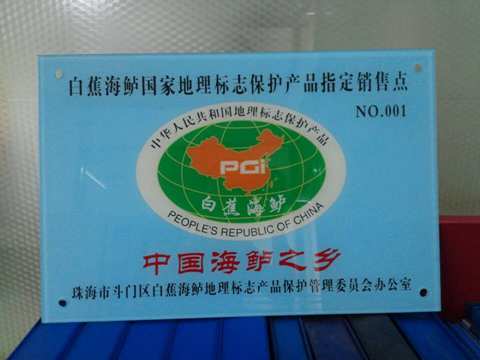 白蕉海鲈国家地理标志保护产品指定销售点
NO.001
中华人民共和国地理标志保护产品
PGI
白蕉海鲈
PEOPLE'S REPUBLIC OF CHINA
中国海鲈之乡
珠海市斗门区白蕉海鲈地理标志产品保护管理委员会办公室